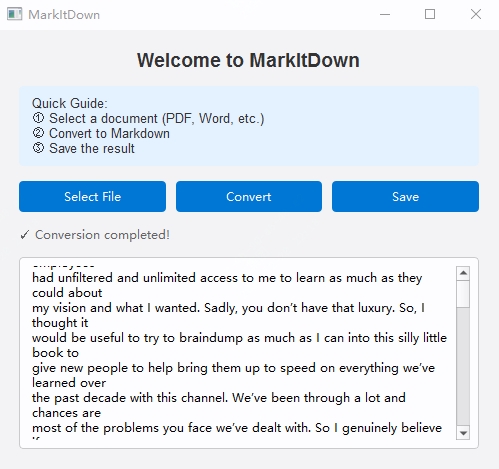 MarkItDown
Welcome to MarkItDown
Quick Guide:
① Select a document (PDF, Word, etc.)
② Convert to Markdown
③ Save the result
Select File
Convert
Save
✓ Conversion completed!
employees
had unfiltered and unlimited access to me to learn as much as they
could about
my vision and what I wanted. Sadly, you don't have that luxury. So, I
thought it
would be useful to try to braindump as much as I can into this silly little
book to
give new people to help bring them up to speed on everything we've
learned over
the past decade with this channel. We've been through a lot and
chances are
most of the problems you face we've dealt with. So I genuinely believe